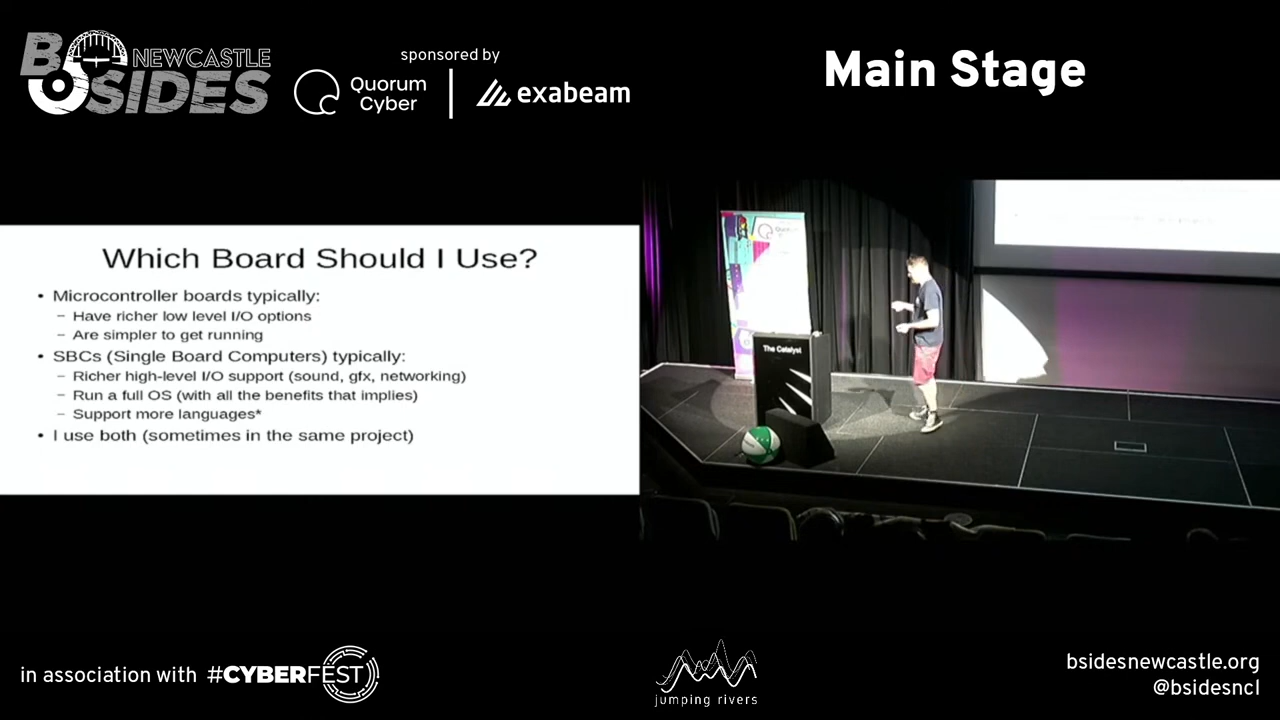 BSIDES NEWCASTLE
sponsored by
Quorum
Cyber
exabeam
Main Stage
Which Board Should I Use?
• Microcontroller boards typically:
– Have richer low level I/O options
– Are simpler to get running
• SBCs (Single Board Computers) typically:
– Richer high-level I/O support (sound, gfx, networking)
– Run a full OS (with all the benefits that implies)
– Support more languages*
• I use both (sometimes in the same project)
The Catalyst
in association with #CYBERFEST
jumping rivers
bsidesnewcastle.org
@bsidesncl